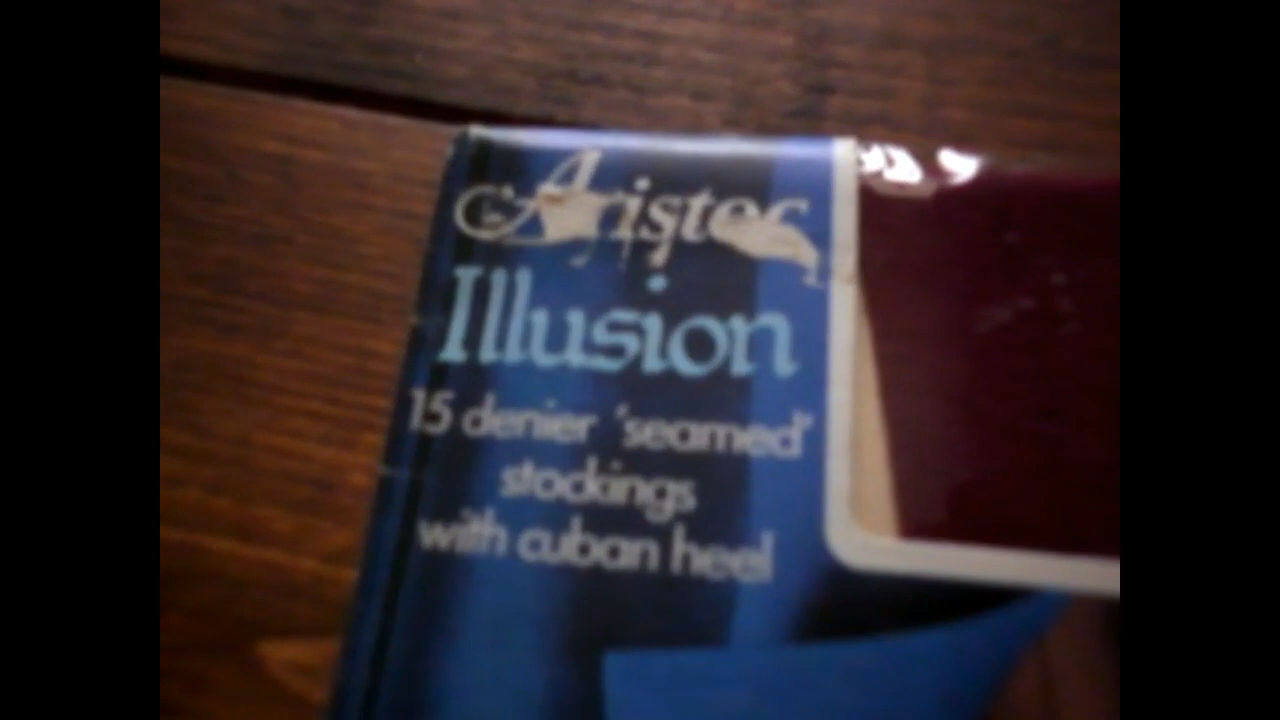 Aristoc
Illusion
15 denier 'seamed'
stockings
with cuban heel